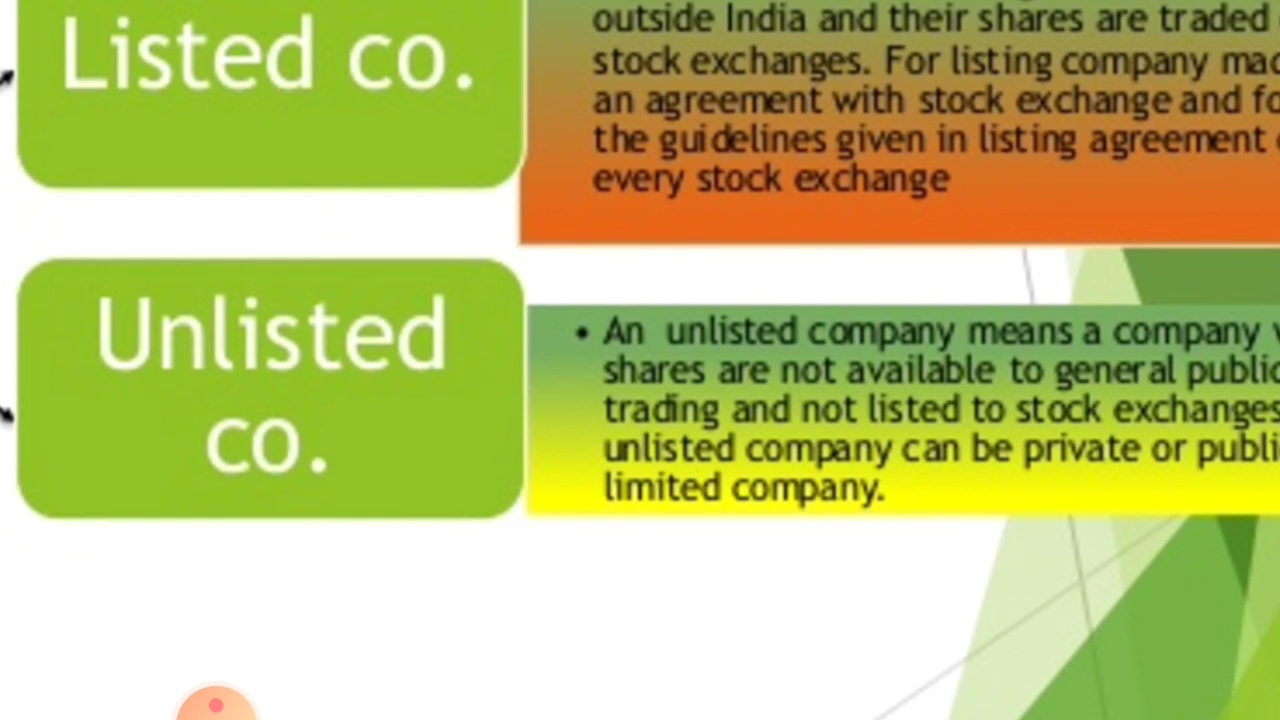 Listed co.
outside India and their shares are traded
stock exchanges. For listing company
an agreement with stock exchange and
the guidelines given in listing agreement
every stock exchange
Unlisted
co.
• An unlisted company means a company
shares are not available to general public
trading and not listed to stock exchanges
unlisted company can be private or
limited company.